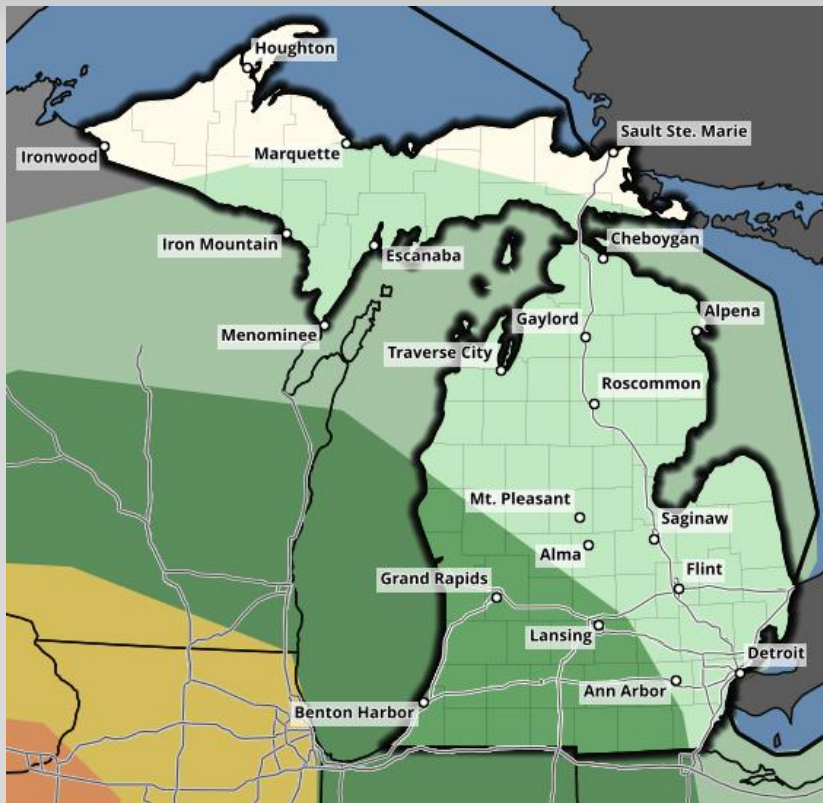 Houghton
Sault Ste. Marie
Ironwood
Marquette
Iron Mountain
Escanaba
Cheboygan
Menominee
Gaylord
Alpena
Traverse City
Roscommon
Mt. Pleasant
Saginaw
Alma
Grand Rapids
Flint
Lansing
Detroit
Ann Arbor
Benton Harbor